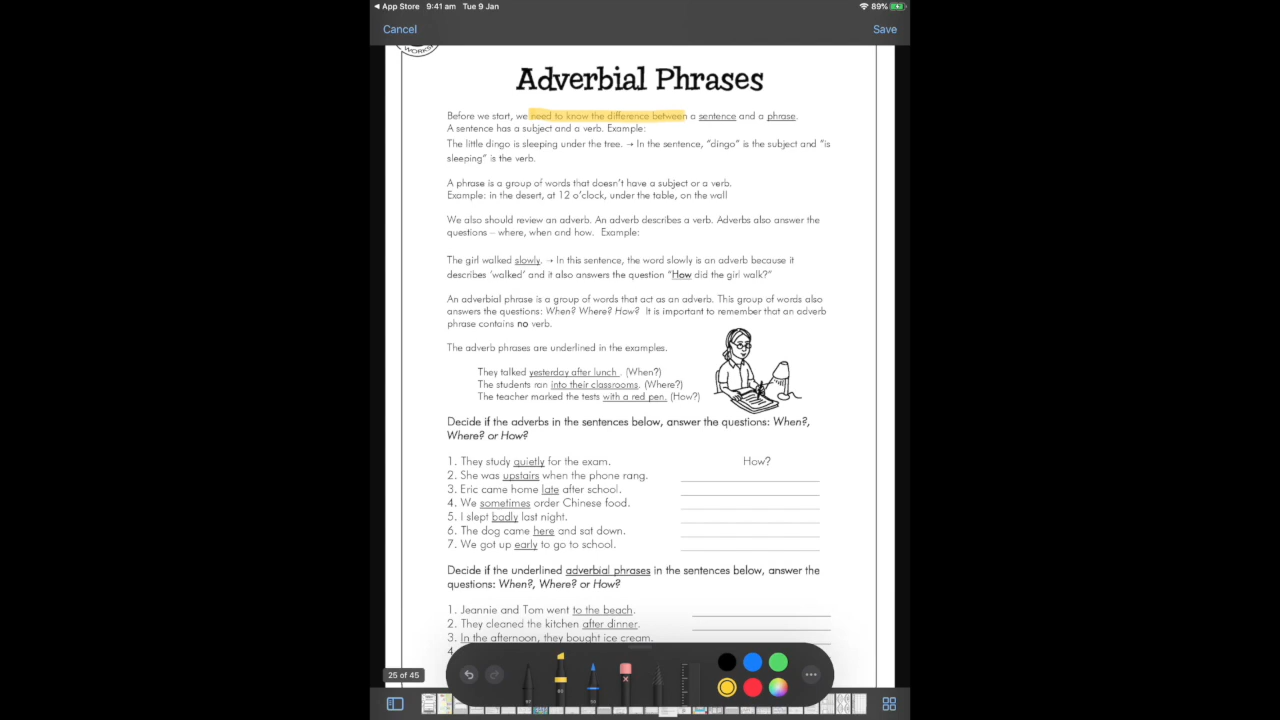 App Store 9:41 am Tue 9 Jan 89%
Cancel Save
WORKS
Adverbial Phrases
Before we start, we need to know the difference between a sentence and a phrase.
A sentence has a subject and a verb. Example:
The little dingo is sleeping under the tree. → In the sentence, “dingo” is the subject and “is
sleeping” is the verb.
A phrase is a group of words that doesn’t have a subject or a verb.
Example: in the desert, at 12 o’clock, under the table, on the wall
We also should review an adverb. An adverb describes a verb. Adverbs also answer the
questions – where, when and how. Example:
The girl walked slowly. → In this sentence, the word slowly is an adverb because it
describes ‘walked’ and it also answers the question “How did the girl walk?”
An adverbial phrase is a group of words that act as an adverb. This group of words also
answers the questions: When? Where? How? It is important to remember that an adverb
phrase contains no verb.
The adverb phrases are underlined in the examples.
They talked yesterday after lunch . (When?)
The students ran into their classrooms. (Where?)
The teacher marked the tests with a red pen. (How?)
Decide if the adverbs in the sentences below, answer the questions: When?,
Where? or How?
1. They study quietly for the exam. How?
2. She was upstairs when the phone rang.
3. Eric came home late after school.
4. We sometimes order Chinese food.
5. I slept badly last night.
6. The dog came here and sat down.
7. We got up early to go to school.
Decide if the underlined adverbial phrases in the sentences below, answer the
questions: When?, Where? or How?
1. Jeannie and Tom went to the beach.
2. They cleaned the kitchen after dinner.
3. In the afternoon, they bought ice cream.
4
25 of 45